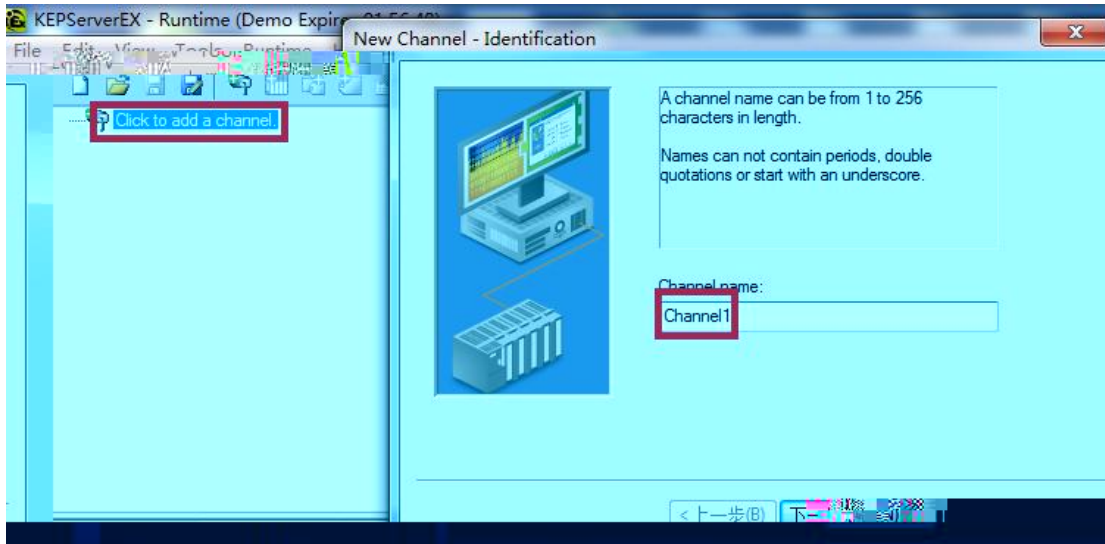 KEPServerEX - Runtime (Demo
New Channel - Identification
File
Click to add a channel.
A channel name can be from 1 to 256
characters in length.
Names can not contain periods, double
quotations or start with an underscore.
Channel name:
Channel1
< 上一步(B)